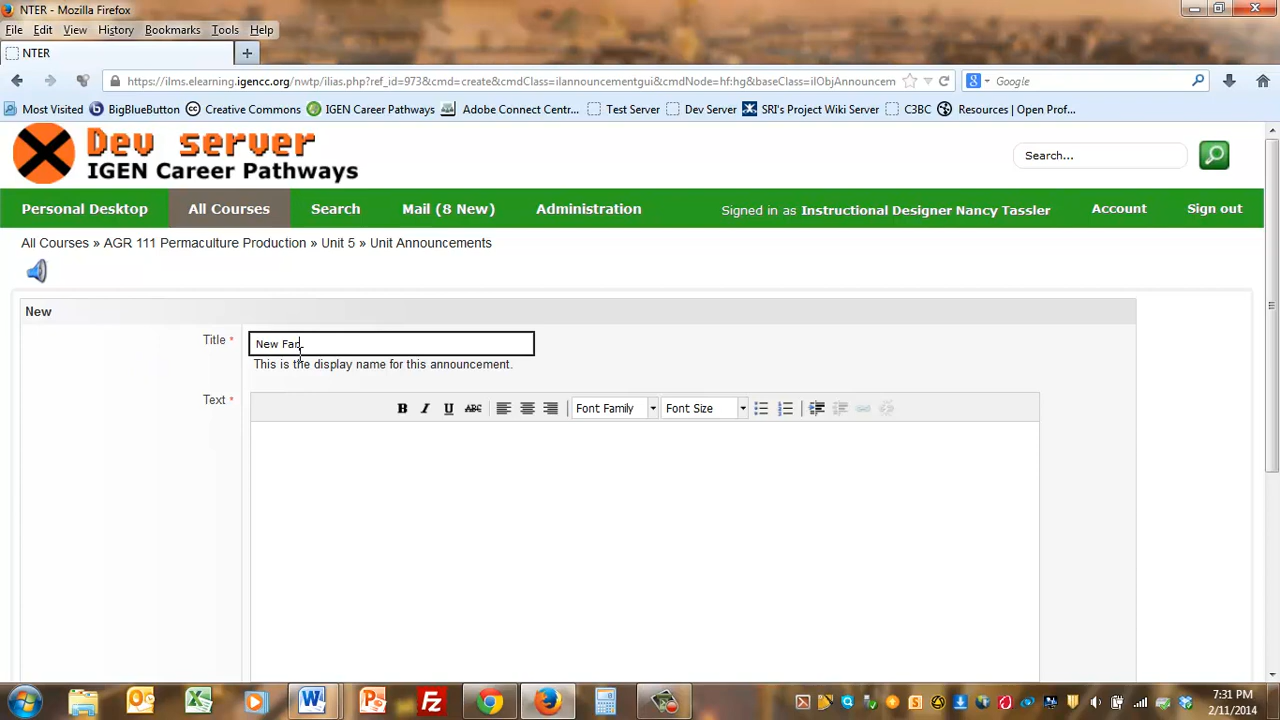 NTER - Mozilla Firefox
File Edit View History Bookmarks Tools Help
NTER
https://ilms.elearning.igencc.org/nwtp/ilias.php?ref_id=973&cmd=create&cmdClass=ilannouncementgui&cmdNode=hf:hg&baseClass=ilObjAnnouncem
Google
Most Visited BigBlueButton Creative Commons IGEN Career Pathways Adobe Connect Centr... Test Server Dev Server SRI's Project Wiki Server C3BC Resources | Open Prof...
Dev server
IGEN Career Pathways
Search...
Personal Desktop All Courses Search Mail (8 New) Administration Signed in as Instructional Designer Nancy Tassler Account Sign out
All Courses » AGR 111 Permaculture Production » Unit 5 » Unit Announcements
New
Title *
New Far
This is the display name for this announcement.
Text *
B I U ABC Font Family Font Size
7:31 PM
2/11/2014